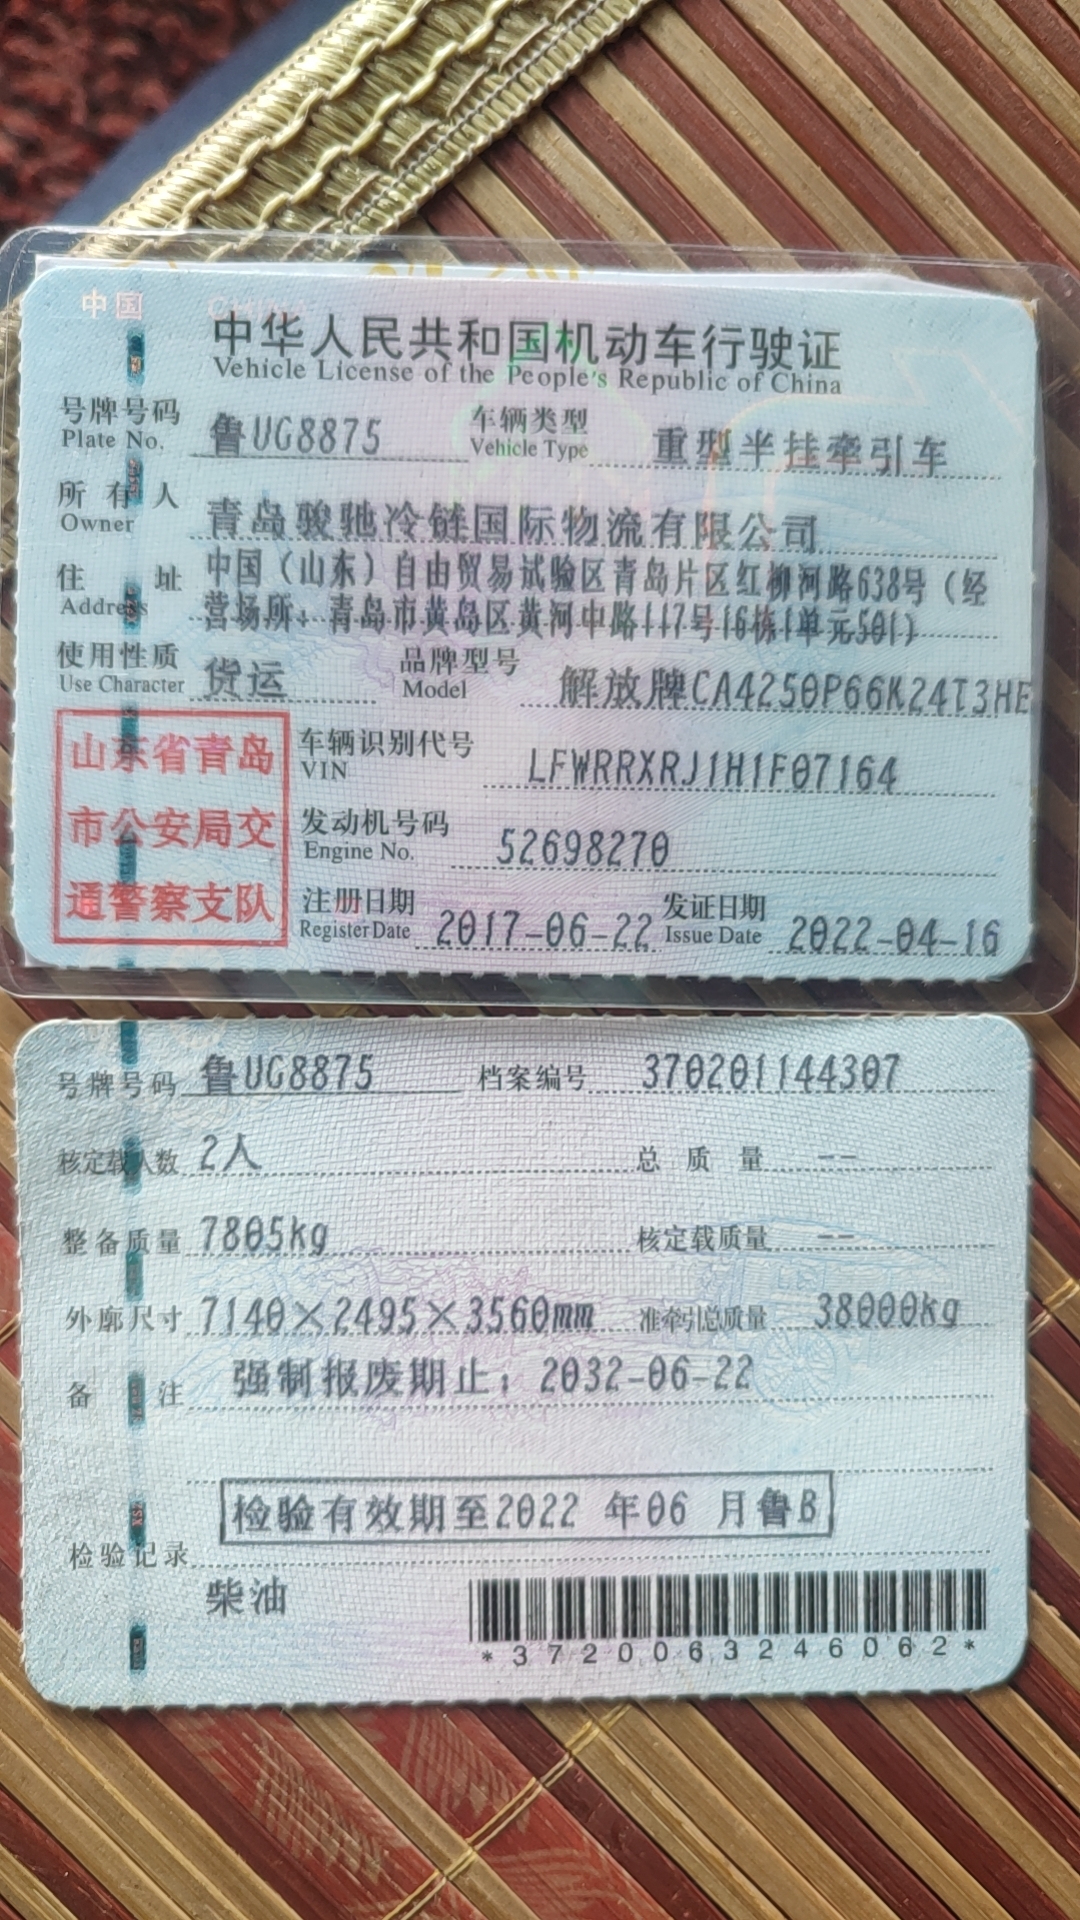 中国 CHINA
中华人民共和国机动车行驶证
Vehicle License of the People's Republic of China
号牌号码 鲁UG8875 车辆类型 重型半挂牵引车
Plate No. Vehicle Type
所有人 青岛骏驰冷链国际物流有限公司
Owner
住址 中国（山东）自由贸易试验区青岛片区红柳河路638号（经
Address 营场所：青岛市黄岛区黄河中路117号16栋1单元501）
使用性质 货运 品牌型号 解放牌CA4250P66K24T3HE
Use Character Model
山东省青岛
市公安局交
通警察支队
车辆识别代号 LFWRRXRJ1H1F07164
VIN
发动机号码 52698270
Engine No.
注册日期 2017-06-22 发证日期 2022-04-16
Register Date Issue Date
号牌号码 鲁UG8875 档案编号 370201144307
核定载人数 2人 总质量 --
整备质量 7805kg 核定载质量 --
外廓尺寸 7140×2495×3560mm 准牵引总质量 38000kg
备注 强制报废期止：2032-06-22
检验有效期至2022 年06 月鲁B
检验记录
柴油
*3720063246062*